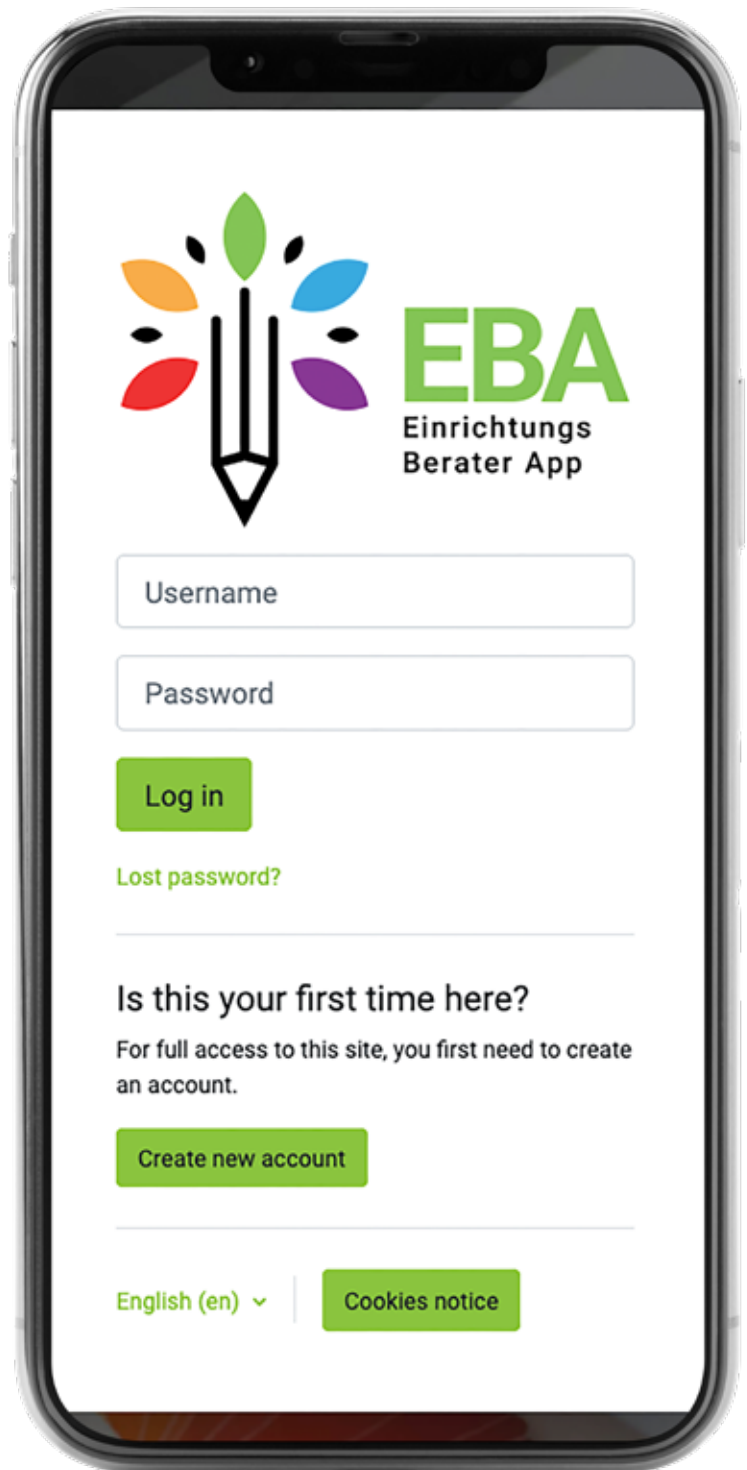 EBA
Einrichtungs
Berater App
Username
Password
Log in
Lost password?
Is this your first time here?
For full access to this site, you first need to create
an account.
Create new account
English (en)
Cookies notice